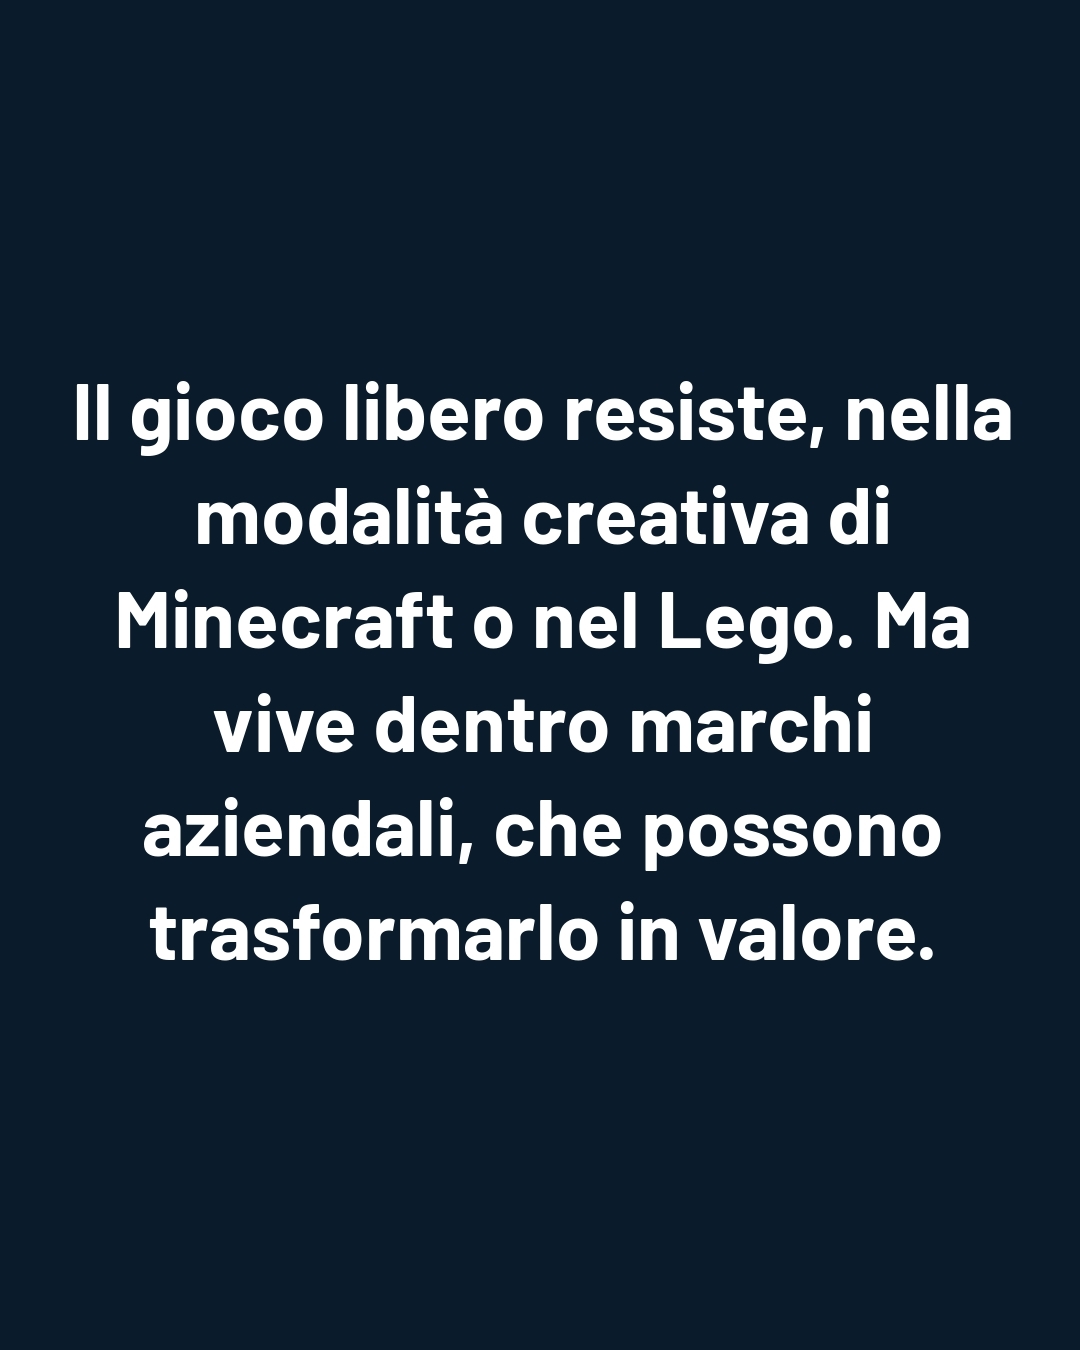 Il gioco libero resiste, nella
modalità creativa di
Minecraft o nel Lego. Ma
vive dentro marchi
aziendali, che possono
trasformarlo in valore.